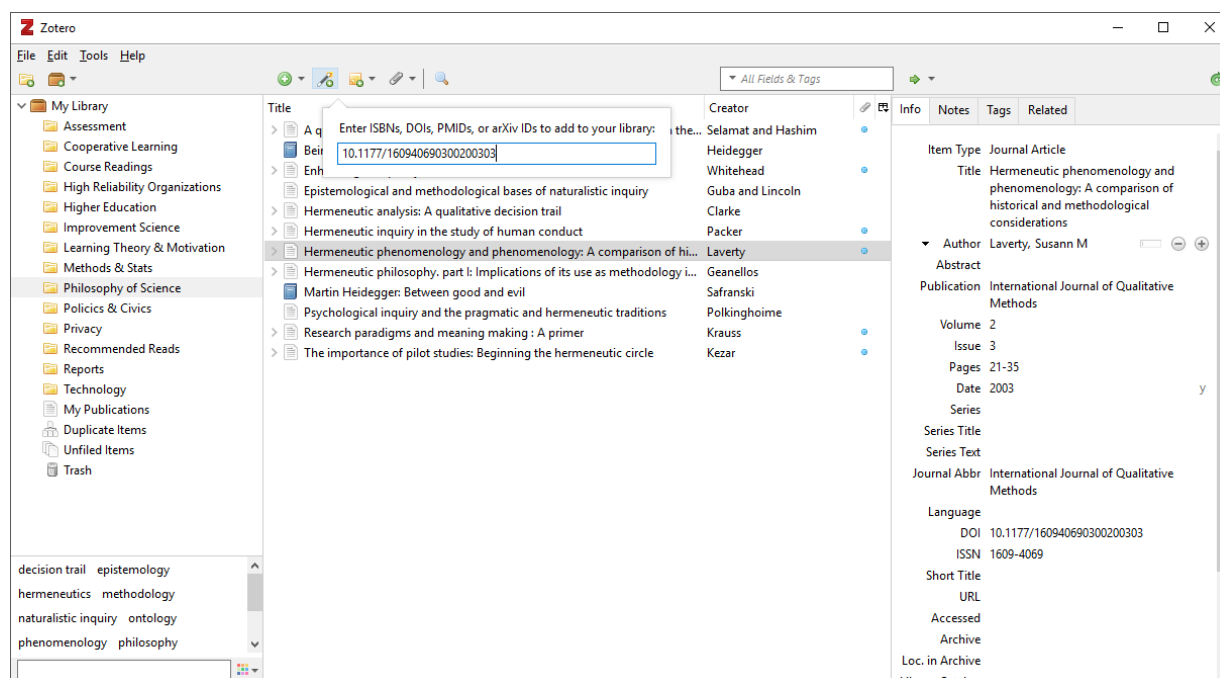 Zotero
File Edit Tools Help
All Fields & Tags
My Library
Assessment
Cooperative Learning
Course Readings
High Reliability Organizations
Higher Education
Improvement Science
Learning Theory & Motivation
Methods & Stats
Philosophy of Science
Policics & Civics
Privacy
Recommended Reads
Reports
Technology
My Publications
Duplicate Items
Unfiled Items
Trash
decision trail epistemology
hermeneutics methodology
naturalistic inquiry ontology
phenomenology philosophy
Title Creator
Enter ISBNs, DOIs, PMIDs, or arXiv IDs to add to your library:
10.1177/160940690300200303
A q the... Selamat and Hashim
Heidegger
Whitehead
Epistemological and methodological bases of naturalistic inquiry Guba and Lincoln
Hermeneutic analysis: A qualitative decision trail Clarke
Hermeneutic inquiry in the study of human conduct Packer
Hermeneutic phenomenology and phenomenology: A comparison of hi... Laverty
Hermeneutic philosophy. part I: Implications of its use as methodology i... Geanellos
Martin Heidegger: Between good and evil Safranski
Psychological inquiry and the pragmatic and hermeneutic traditions Polkinghoime
Research paradigms and meaning making : A primer Krauss
The importance of pilot studies: Beginning the hermeneutic circle Kezar
Info Notes Tags Related
Item Type Journal Article
Title Hermeneutic phenomenology and
phenomenology: A comparison of
historical and methodological
considerations
Author Laverty, Susann M
Abstract
Publication International Journal of Qualitative
Methods
Volume 2
Issue 3
Pages 21-35
Date 2003 y
Series
Series Title
Series Text
Journal Abbr International Journal of Qualitative
Methods
Language
DOI 10.1177/160940690300200303
ISSN 1609-4069
Short Title
URL
Accessed
Archive
Loc. in Archive